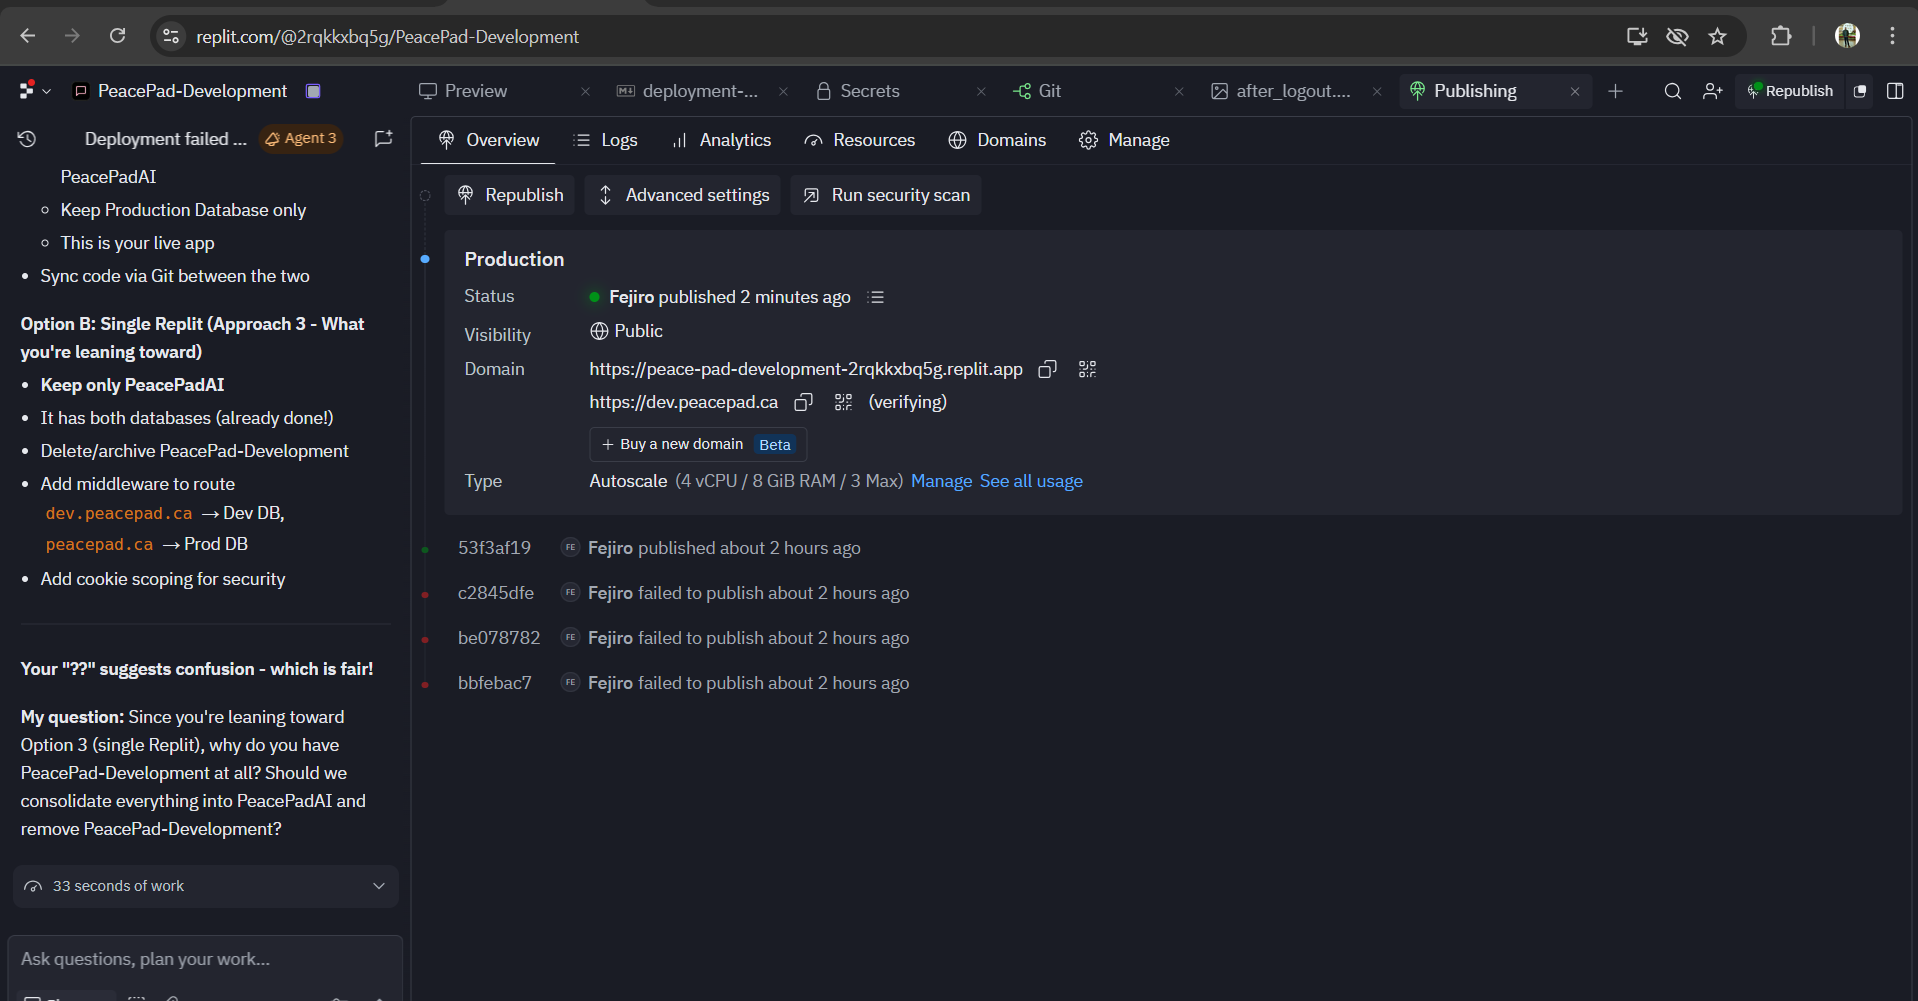 replit.com/@2rqkkxbq5g/PeacePad-Development
PeacePad-Development
Preview
deployment-...
Secrets
Git
after_logout....
Publishing
Republish
Deployment failed ...
Agent 3
Overview
Logs
Analytics
Resources
Domains
Manage
PeacePadAI
Keep Production Database only
This is your live app
Sync code via Git between the two
Option B: Single Replit (Approach 3 - What
you're leaning toward)
Keep only PeacePadAI
It has both databases (already done!)
Delete/archive PeacePad-Development
Add middleware to route
dev.peacepad.ca → Dev DB,
peacepad.ca → Prod DB
Add cookie scoping for security
Your "??" suggests confusion - which is fair!
My question: Since you're leaning toward
Option 3 (single Replit), why do you have
PeacePad-Development at all? Should we
consolidate everything into PeacePadAI and
remove PeacePad-Development?
33 seconds of work
Ask questions, plan your work...
Republish
Advanced settings
Run security scan
Production
Status
Fejiro published 2 minutes ago
Visibility
Public
Domain
https://peace-pad-development-2rqkkxbq5g.replit.app
https://dev.peacepad.ca (verifying)
+ Buy a new domain Beta
Type
Autoscale (4 vCPU / 8 GiB RAM / 3 Max) Manage See all usage
53f3af19 FE Fejiro published about 2 hours ago
c2845dfe FE Fejiro failed to publish about 2 hours ago
be078782 FE Fejiro failed to publish about 2 hours ago
bbfebac7 FE Fejiro failed to publish about 2 hours ago